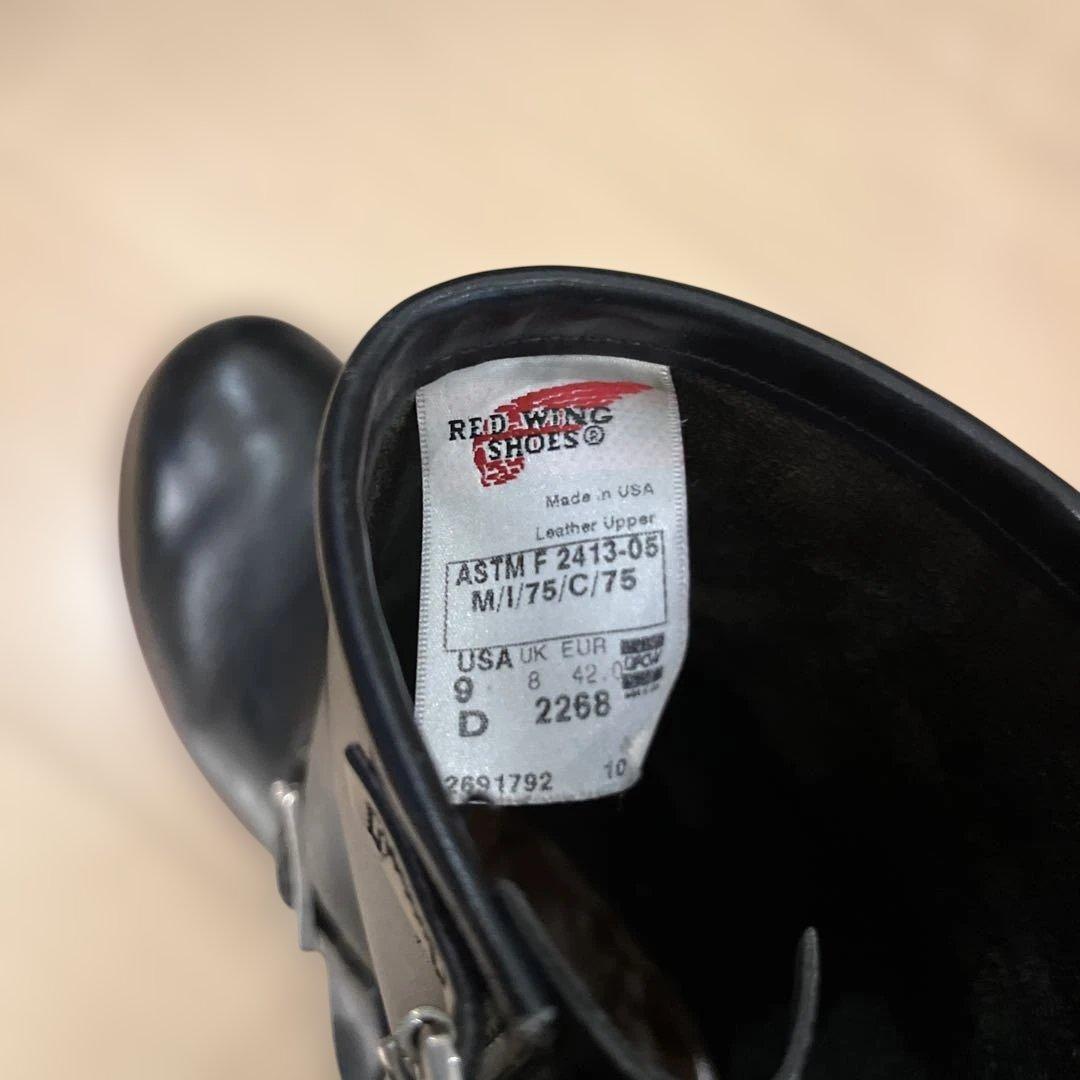 RED WING
SHOES®
Made in USA
Leather Upper
ASTM F 2413-05
M/I/75/C/75
USA UK EUR
9 8 42.0
D 2268
2691792 10